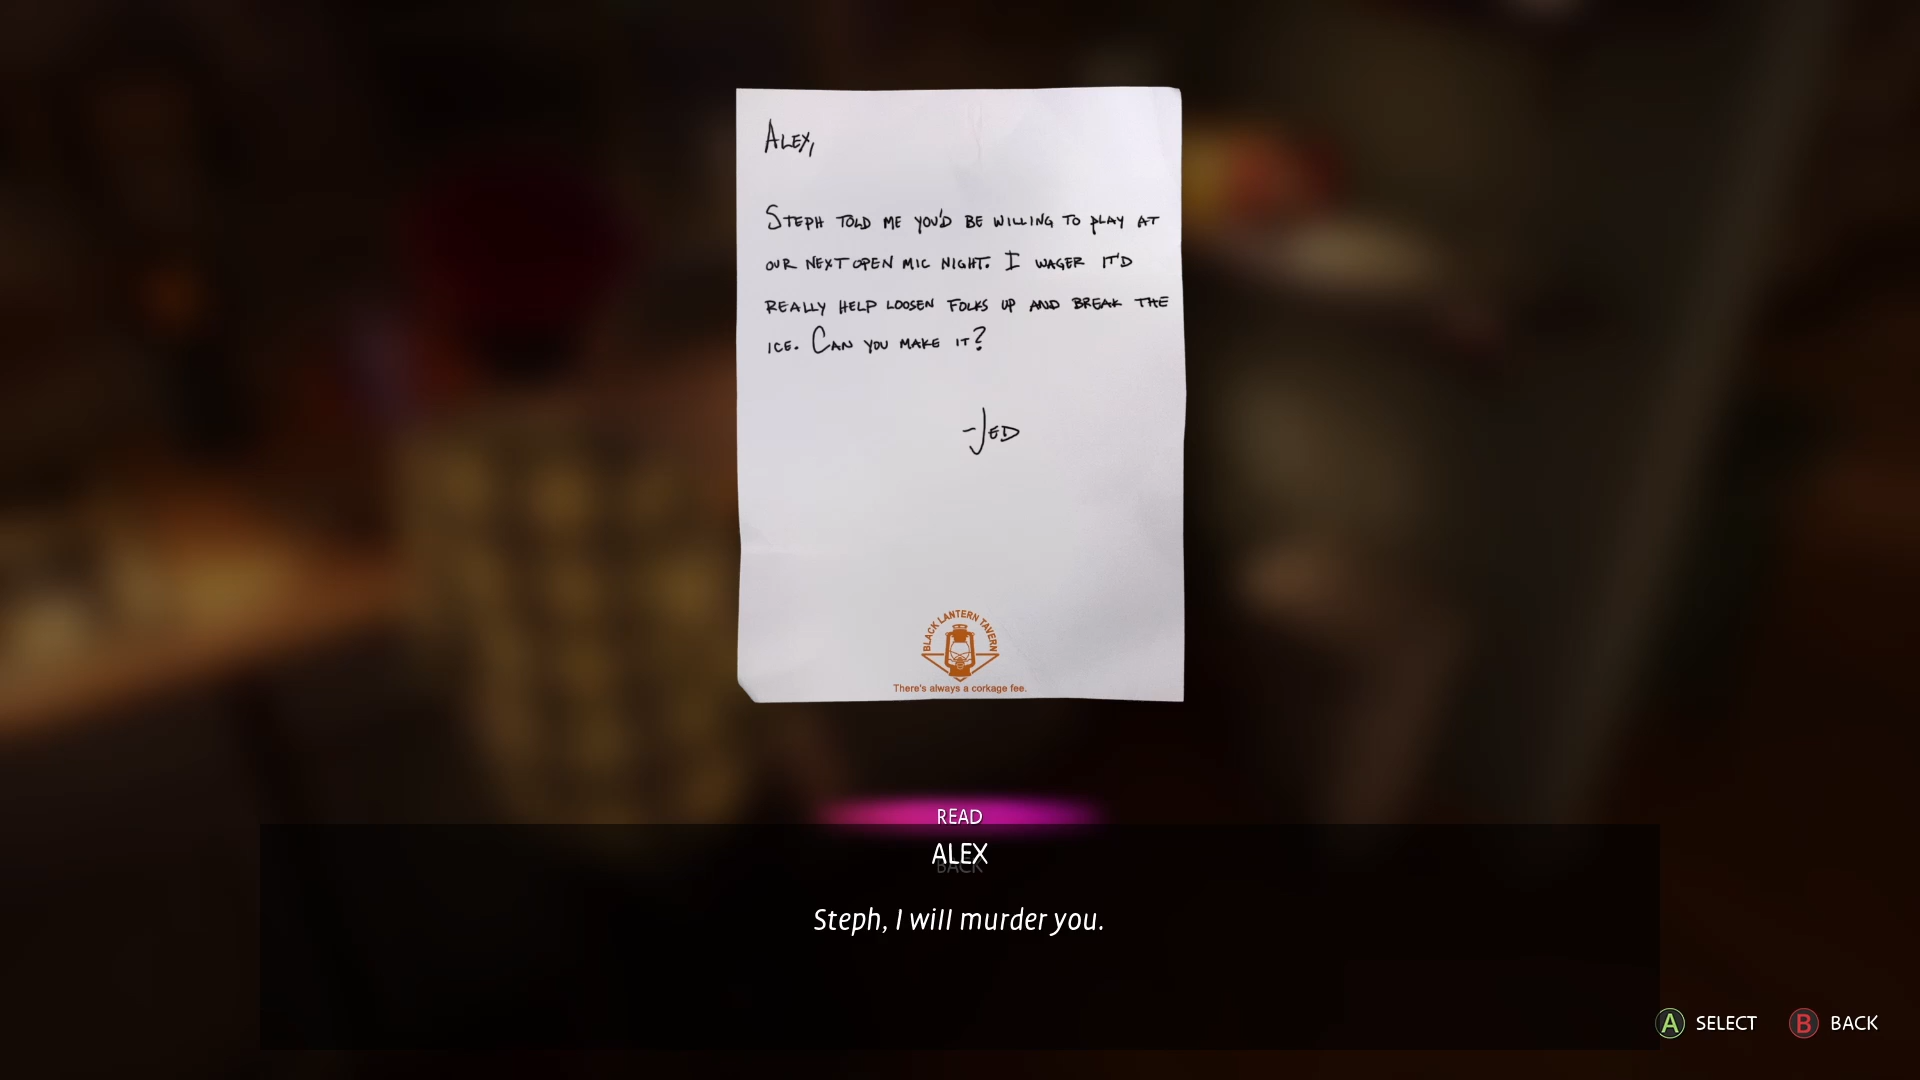 ALEX,
STEPH TOLD ME YOU'D BE WILLING TO PLAY AT
OUR NEXT OPEN MIC NIGHT. I WAGER IT'D
REALLY HELP LOOSEN FOLKS UP AND BREAK THE
ICE. CAN YOU MAKE IT?
-JED
BLACK LANTERN TAVERN
There's always a corkage fee.
READ
ALEX
BACK
Steph, I will murder you.
A SELECT B BACK